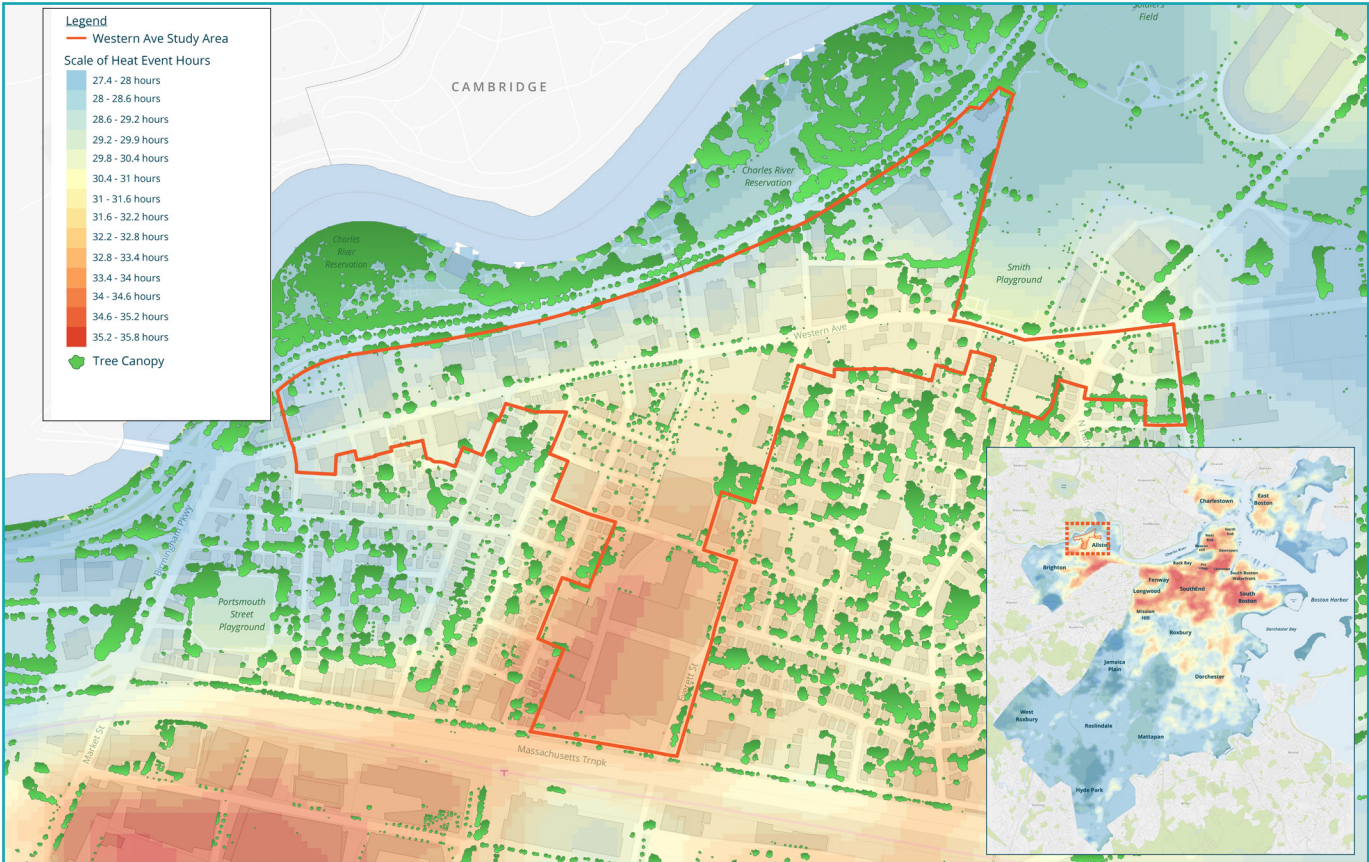 Legend
Western Ave Study Area
Scale of Heat Event Hours
27.4 - 28 hours
28 - 28.6 hours
28.6 - 29.2 hours
29.2 - 29.9 hours
29.8 - 30.4 hours
30.4 - 31 hours
31 - 31.6 hours
31.6 - 32.2 hours
32.2 - 32.8 hours
32.8 - 33.4 hours
33.4 - 34 hours
34 - 34.6 hours
34.6 - 35.2 hours
35.2 - 35.8 hours
Tree Canopy
CAMBRIDGE
Field
Charles River
Reservation
Charles
River
Reservation
Smith
Playground
Western Ave
Portsmouth
Street
Playground
Market St
Massachusetts Trnpk
T
Charlestown
East
Boston
Brighton
Back Bay
Fenway
Longwood
SouthEnd
South Boston
Waterfront
South
Boston
Boston Harbor
Mission
Hill
Roxbury
Dorchester Bay
Jamaica
Plain
Dorchester
West
Roxbury
Roslindale
Mattapan
Hyde Park